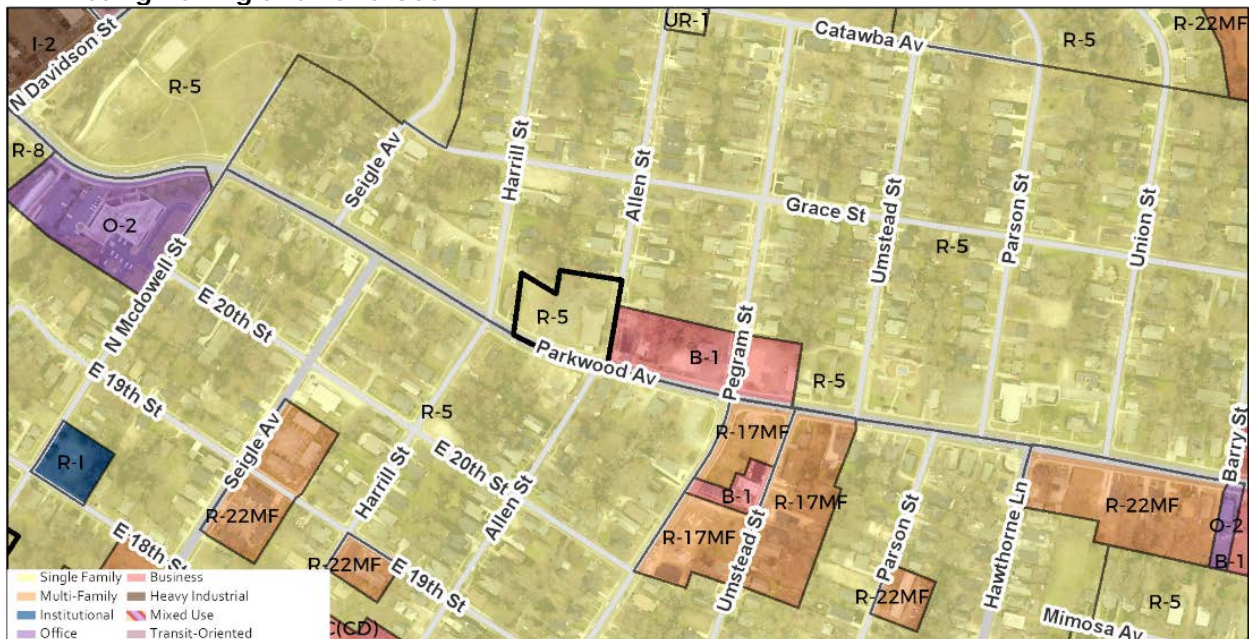 N Davidson St
I-2
R-5
UR-1
Catawba Av
R-5
R-22MF
R-8
Seigle Av
Harrill St
Allen St
Grace St
Umstead St
R-5
Parson St
Union St
O-2
N Mcdowell St
E 20th St
R-5
Parkwood Av
B-1
Pegram St
R-5
E 19th St
R-5
Seigle Av
Harrill St
E 20th St
Allen St
R-17MF
B-1
R-17MF
R-17MF
Umstead St
Parson St
Hawthorne Ln
R-22MF
Barry St
O-2
B-1
R-I
R-22MF
E 18th St
R-22MF
E 19th St
R-22MF
R-5
Mimosa Av
Single Family
Business
Multi-Family
Heavy Industrial
Institutional
Mixed Use
Office
Transit-Oriented
C(CD)